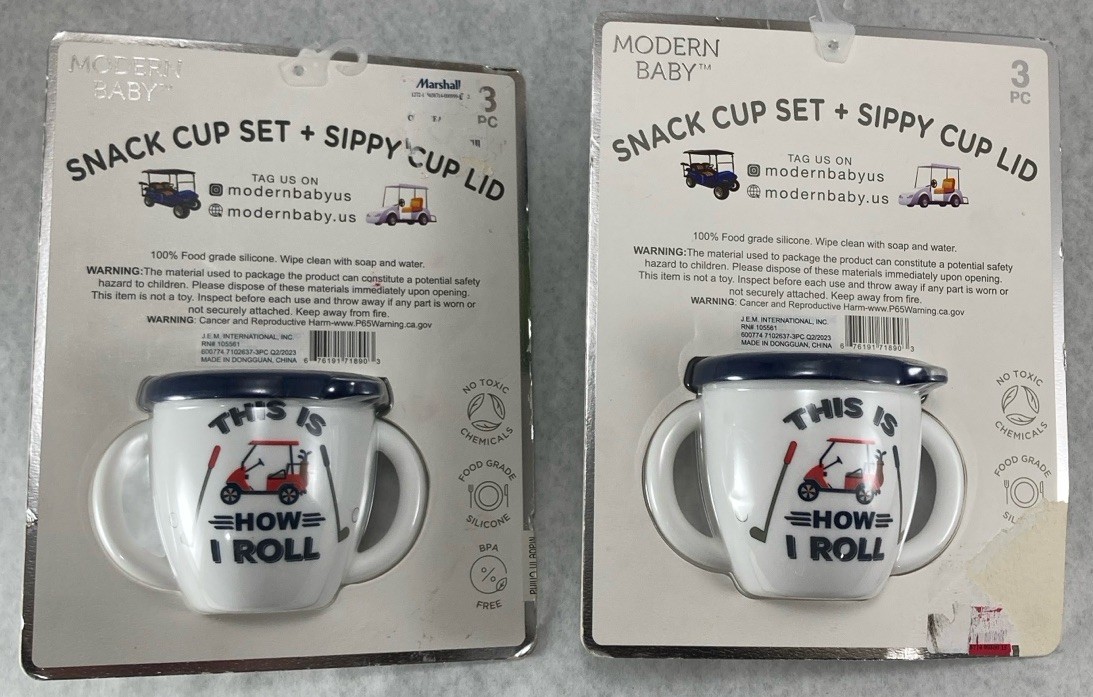 MODERN
BABY™
Marshall
3
PC
SNACK CUP SET + SIPPY CUP LID
TAG US ON
modernbabyus
modernbaby.us
100% Food grade silicone. Wipe clean with soap and water.
WARNING:The material used to package the product can constitute a potential safety
hazard to children. Please dispose of these materials immediately upon opening.
This item is not a toy. Inspect before each use and throw away if any part is worn or
not securely attached. Keep away from fire.
WARNING: Cancer and Reproductive Harm-www.P65Warning.ca.gov
J.E.M. INTERNATIONAL, INC.
RN# 105561
600774 7102637-3PC Q2/2023
MADE IN DONGGUAN, CHINA
6 76191 71890 3
THIS IS
HOW
I ROLL
NO TOXIC
CHEMICALS
FOOD GRADE
SILICONE
BPA
%
FREE
MODERN
BABY™
3
PC
SNACK CUP SET + SIPPY CUP LID
TAG US ON
modernbabyus
modernbaby.us
100% Food grade silicone. Wipe clean with soap and water.
WARNING:The material used to package the product can constitute a potential safety
hazard to children. Please dispose of these materials immediately upon opening.
This item is not a toy. Inspect before each use and throw away if any part is worn or
not securely attached. Keep away from fire.
WARNING: Cancer and Reproductive Harm-www.P65Warning.ca.gov
J.E.M. INTERNATIONAL, INC.
RN# 105561
600774 7102637-3PC Q2/2023
MADE IN DONGGUAN, CHINA
6 76191 71890 3
THIS IS
HOW
I ROLL
NO TOXIC
CHEMICALS
FOOD GRADE
SIL